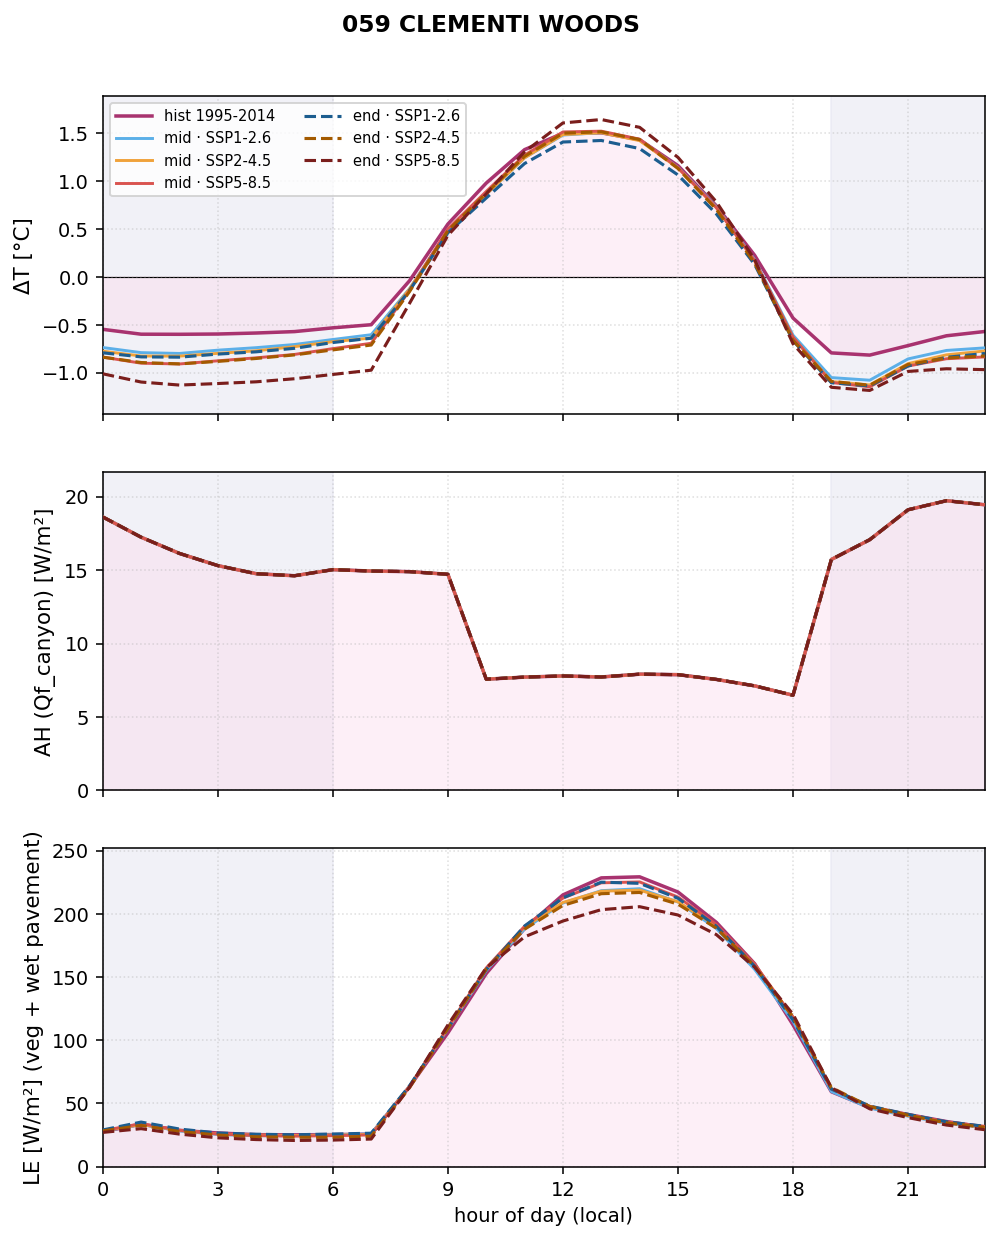 059 CLEMENTI WOODS
hist 1995-2014
mid · SSP1-2.6
mid · SSP2-4.5
mid · SSP5-8.5
end · SSP1-2.6
end · SSP2-4.5
end · SSP5-8.5
ΔT [°C]
1.5
1.0
0.5
0.0
−0.5
−1.0
AH (Qf_canyon) [W/m²]
20
15
10
5
0
LE [W/m²] (veg + wet pavement)
250
200
150
100
50
0
0 3 6 9 12 15 18 21
hour of day (local)